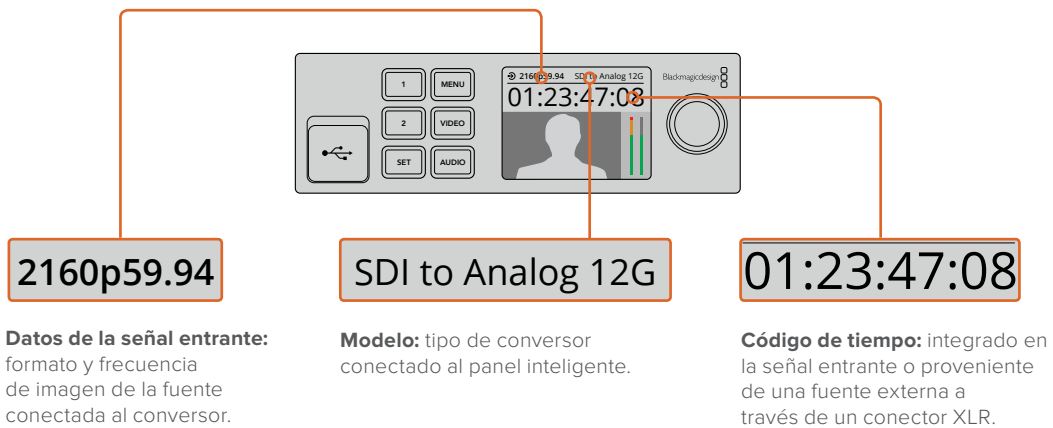 1
MENU
2160p59.94 SDI to Analog 12G
Blackmagicdesign
01:23:47:08
2
VIDEO
SET
AUDIO
2160p59.94
SDI to Analog 12G
01:23:47:08
Datos de la señal entrante:
formato y frecuencia
de imagen de la fuente
conectada al conversor.
Modelo: tipo de conversor
conectado al panel inteligente.
Código de tiempo: integrado en
la señal entrante o proveniente
de una fuente externa a
través de un conector XLR.